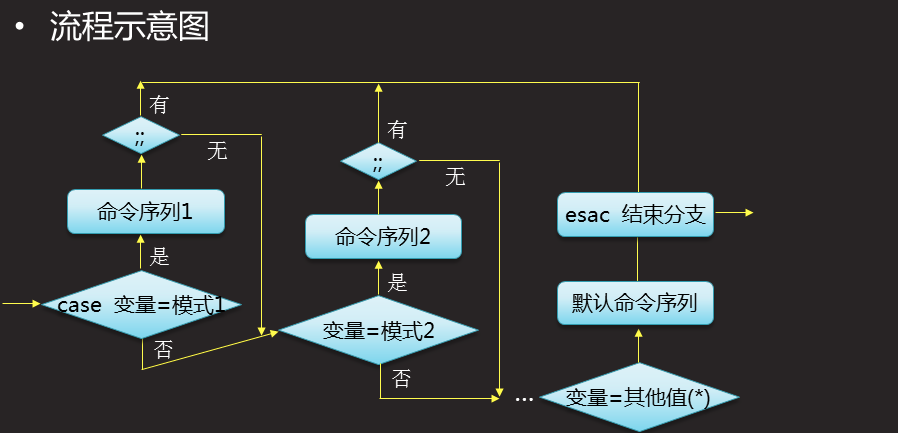 • 流程示意图
有
;;
无
命令序列1
是
case 变量=模式1
否
有
;;
无
命令序列2
是
变量=模式2
否
...
esac 结束分支
默认命令序列
变量=其他值(*)